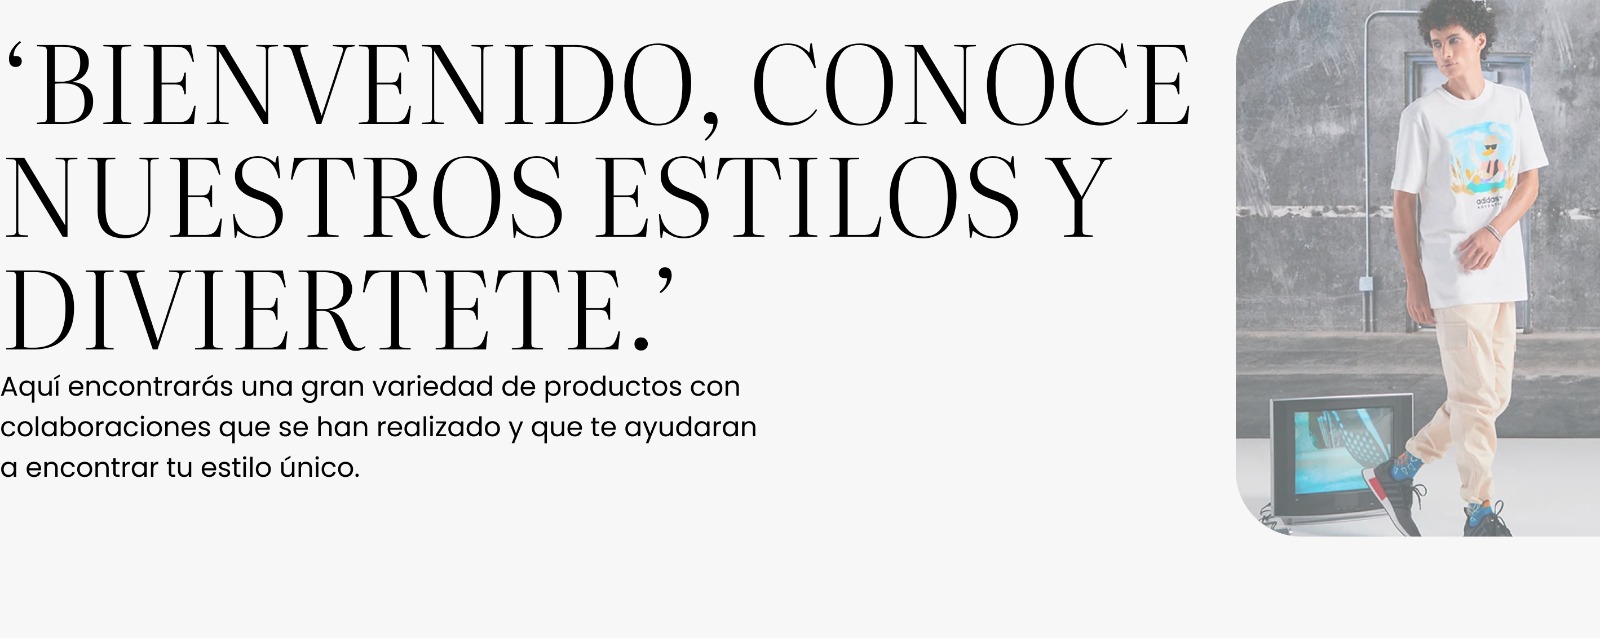 ‘BIENVENIDO, CONOCE
NUESTROS ESTILOS Y
DIVIERTETE.’
Aquí encontrarás una gran variedad de productos con
colaboraciones que se han realizado y que te ayudaran
a encontrar tu estilo único.
adidas